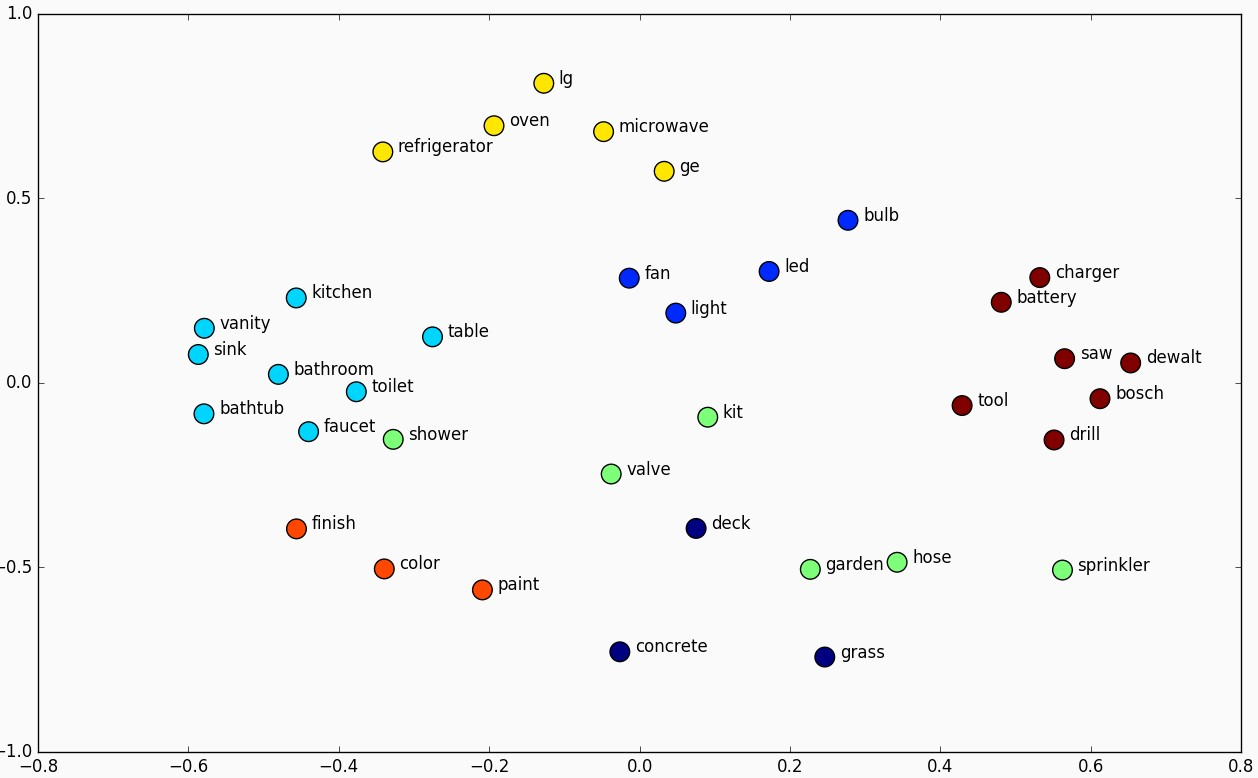 1.0
lg
oven
microwave
refrigerator
ge
0.5
bulb
fan
led
charger
kitchen
battery
light
vanity
table
sink
saw
dewalt
0.0
bathroom
toilet
bosch
bathtub
tool
kit
faucet
shower
drill
valve
finish
deck
color
garden
hose
sprinkler
−0.5
paint
concrete
grass
−1.0
−0.8 −0.6 −0.4 −0.2 0.0 0.2 0.4 0.6 0.8